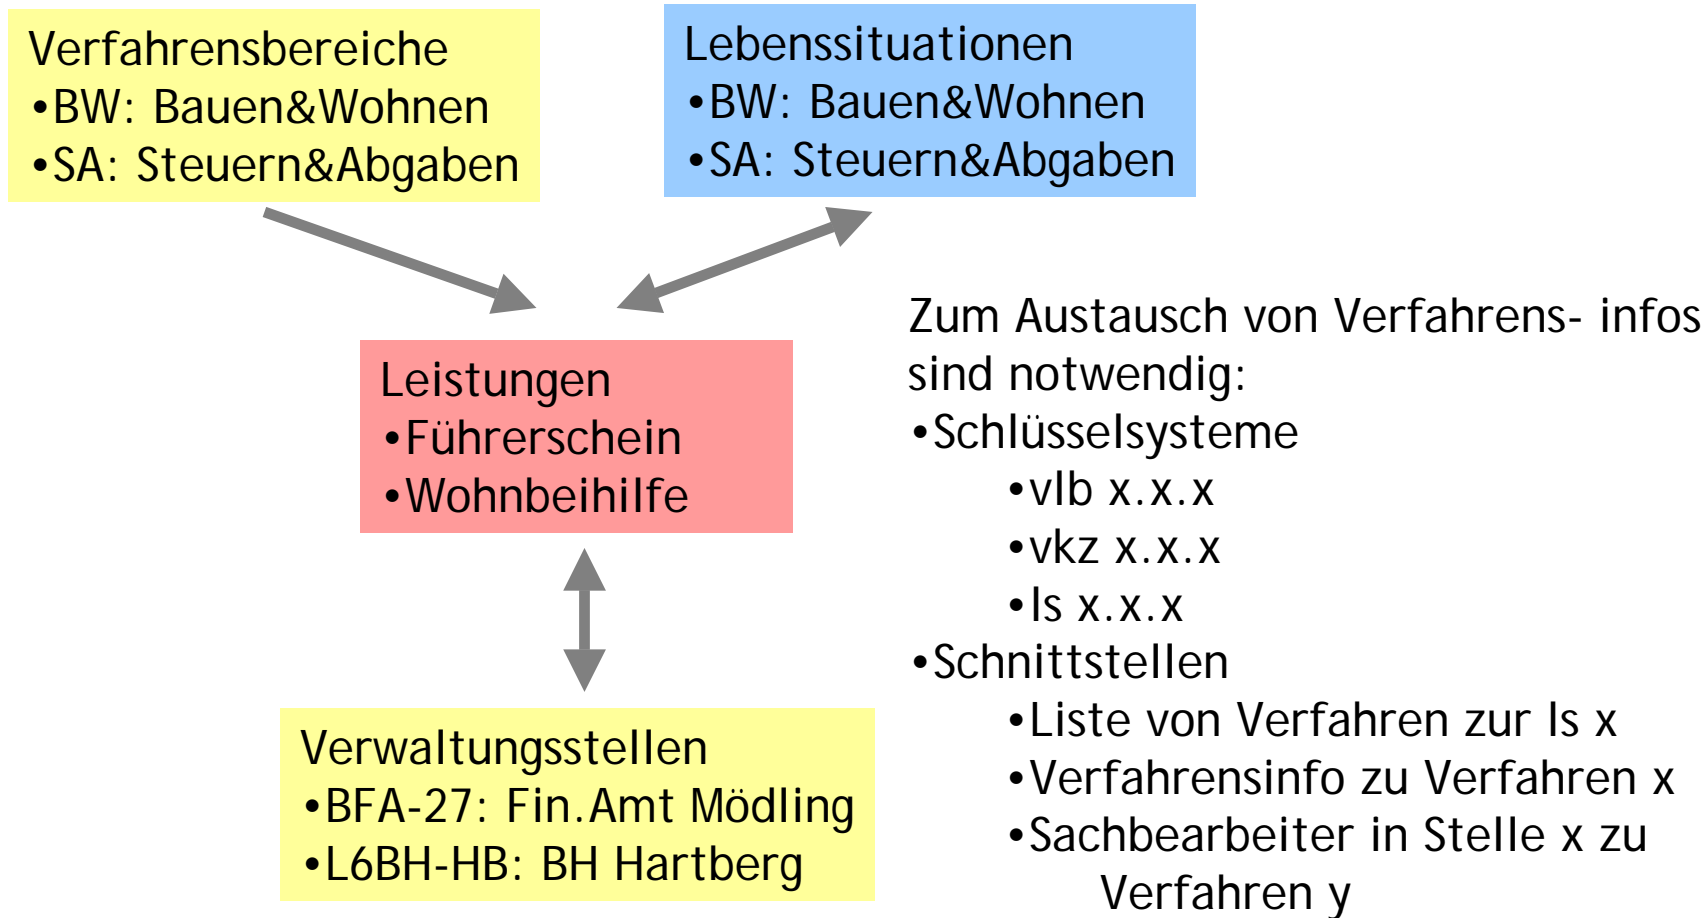 Verfahrensbereiche
•BW: Bauen&Wohnen
•SA: Steuern&Abgaben
Lebenssituationen
•BW: Bauen&Wohnen
•SA: Steuern&Abgaben
Leistungen
•Führerschein
•Wohnbeihilfe
Verwaltungsstellen
•BFA-27: Fin.Amt Mödling
•L6BH-HB: BH Hartberg
Zum Austausch von Verfahrens- infos
sind notwendig:
•Schlüsselsysteme
•vlb x.x.x
•vkz x.x.x
•ls x.x.x
•Schnittstellen
•Liste von Verfahren zur ls x
•Verfahrensinfo zu Verfahren x
•Sachbearbeiter in Stelle x zu
Verfahren y